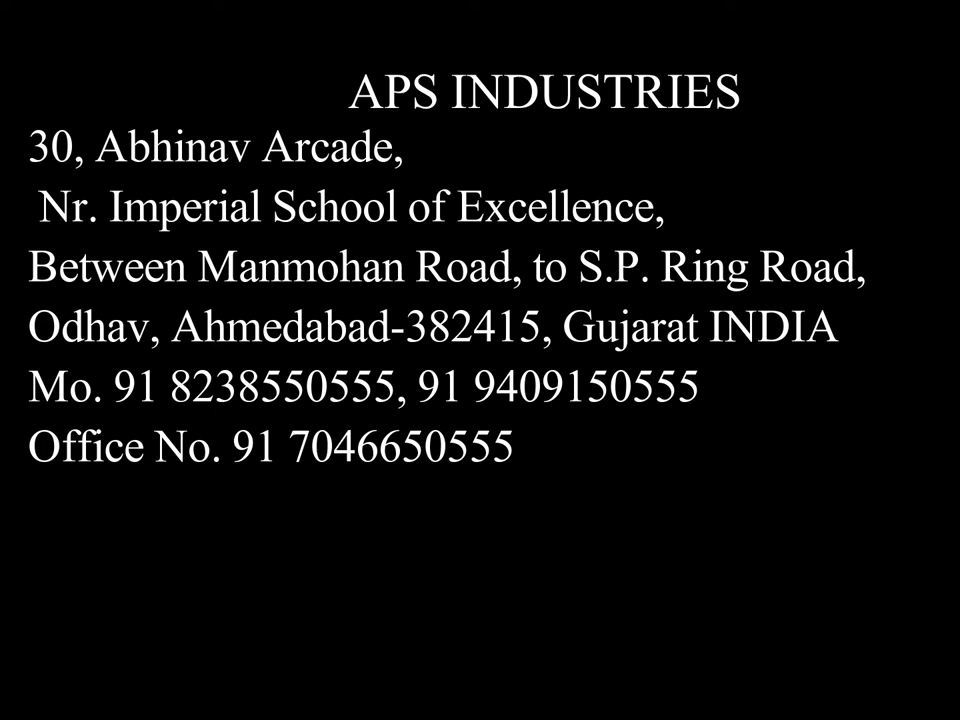 APS INDUSTRIES
30, Abhinav Arcade,
Nr. Imperial School of Excellence,
Between Manmohan Road, to S.P. Ring Road,
Odhav, Ahmedabad-382415, Gujarat INDIA
Mo. 91 8238550555, 91 9409150555
Office No. 91 7046650555